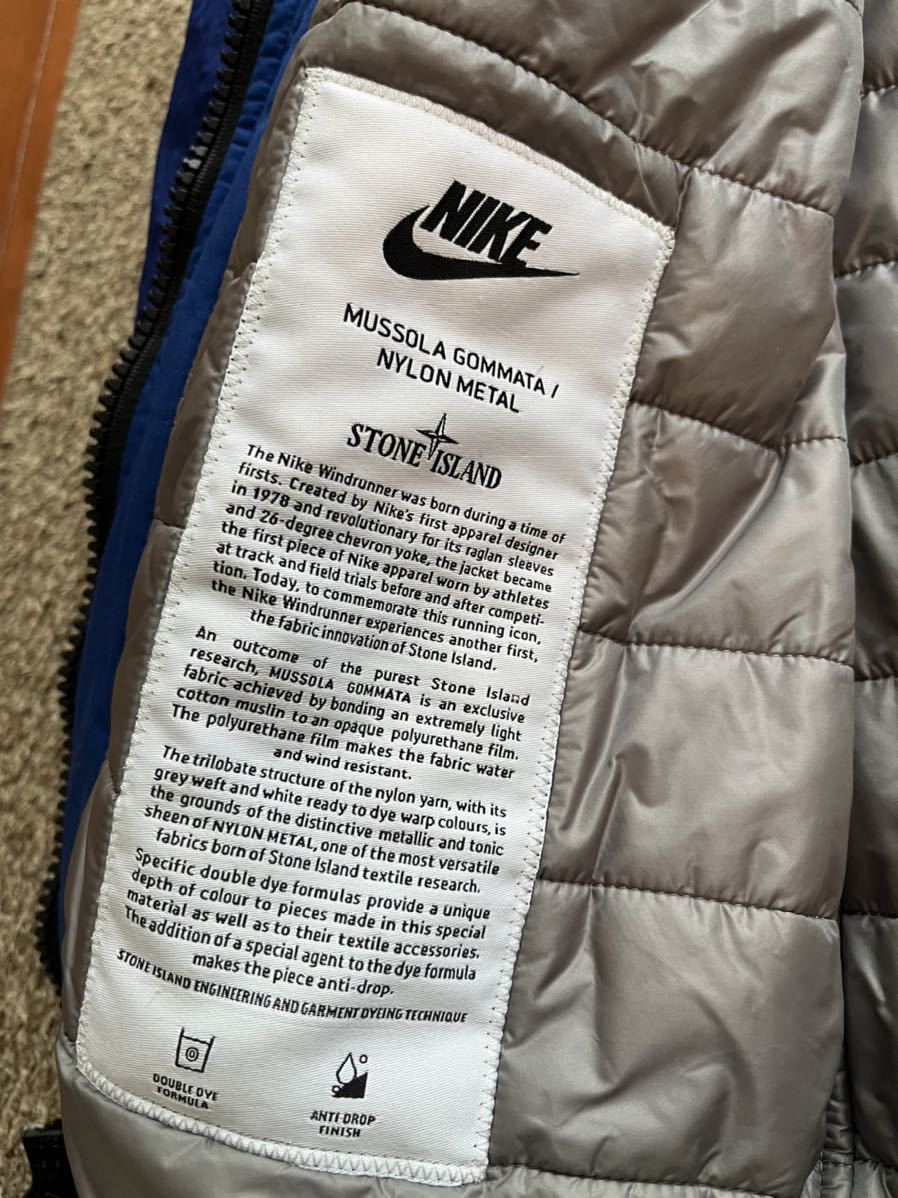 NIKE
MUSSOLA GOMMATA /
NYLON METAL
STONE ISLAND
The Nike Windrunner was born during a time of
firsts. Created by Nike's first apparel designer
in 1978 and revolutionary for its raglan sleeves
and 26-degree chevron yoke, the jacket became
the first piece of Nike apparel worn by athletes
at track and field trials before and after competi-
tion. Today, to commemorate this running icon,
the Nike Windrunner experiences another first,
the fabric innovation of Stone Island.
An outcome of the purest Stone Island
research, MUSSOLA GOMMATA is an exclusive
fabric achieved by bonding an extremely light
cotton muslin to an opaque polyurethane film.
The polyurethane film makes the fabric water
and wind resistant.
The trilobate structure of the nylon yarn, with its
grey weft and white ready to dye warp colours, is
the grounds of the distinctive metallic and tonic
sheen of NYLON METAL, one of the most versatile
fabrics born of Stone Island textile research.
Specific double dye formulas provide a unique
depth of colour to pieces made in this special
material as well as to their textile accessories.
The addition of a special agent to the dye formula
makes the piece anti-drop.
STONE ISLAND ENGINEERING AND GARMENT DYEING TECHNIQUE
DOUBLE-DYE
FORMULA
ANTI-DROP
FINISH